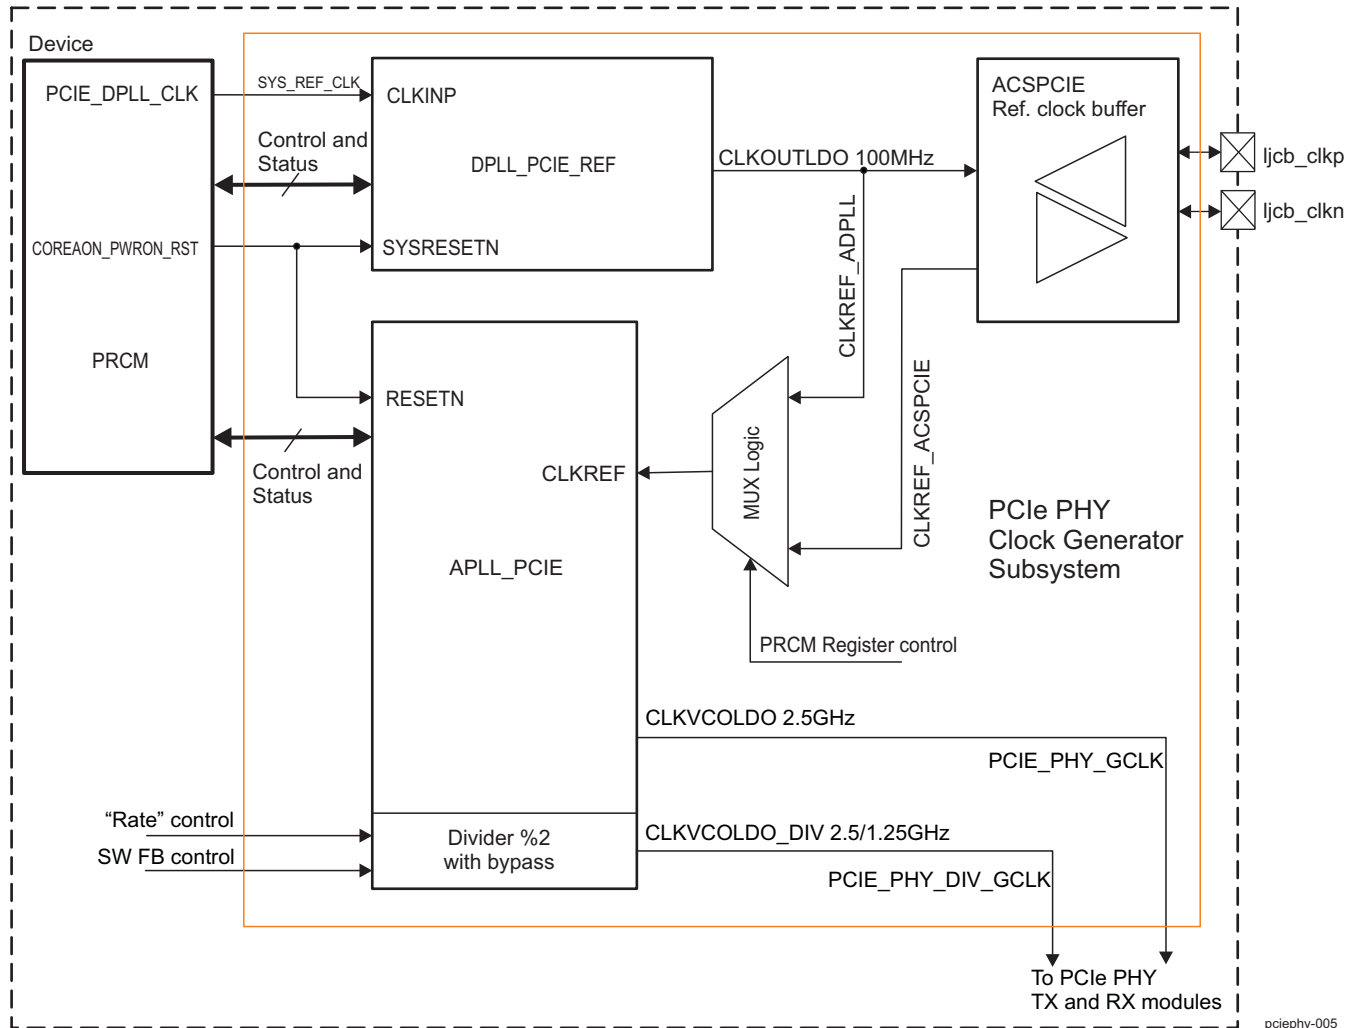 Device
PCIE_DPLL_CLK
COREAON_PWRON_RST
PRCM
SYS_REF_CLK
Control and
Status
CLKINP
DPLL_PCIE_REF
SYSRESETN
CLKOUTLDO 100MHz
ACSPCIE
Ref. clock buffer
ljcb_clkp
ljcb_clkn
CLKREF_ADPLL
CLKREF_ACSPCIE
RESETN
Control and
Status
CLKREF
MUX Logic
APLL_PCIE
PCIe PHY
Clock Generator
Subsystem
PRCM Register control
CLKVCOLDO 2.5GHz
PCIE_PHY_GCLK
“Rate” control
SW FB control
Divider %2
with bypass
CLKVCOLDO_DIV 2.5/1.25GHz
PCIE_PHY_DIV_GCLK
To PCIe PHY
TX and RX modules
pciephy-005